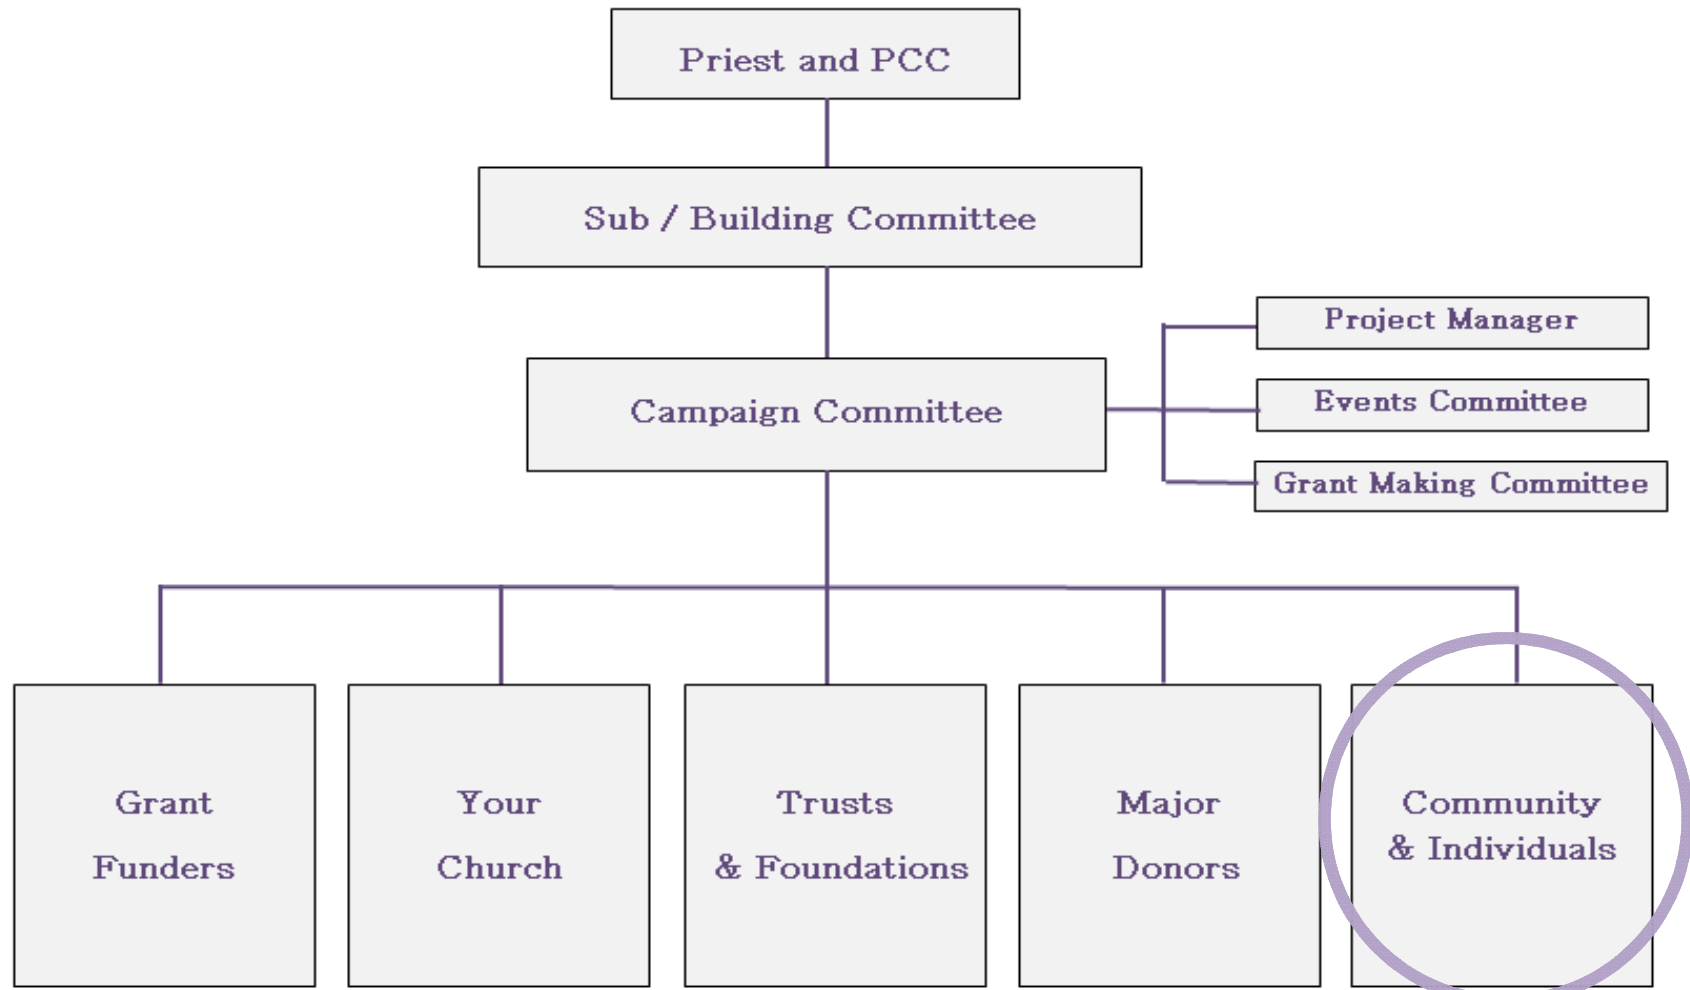 Priest and PCC
Sub / Building Committee
Project Manager
Events Committee
Campaign Committee
Grant Making Committee
Grant
Funders
Your
Church
Trusts
& Foundations
Major
Donors
Community
& Individuals